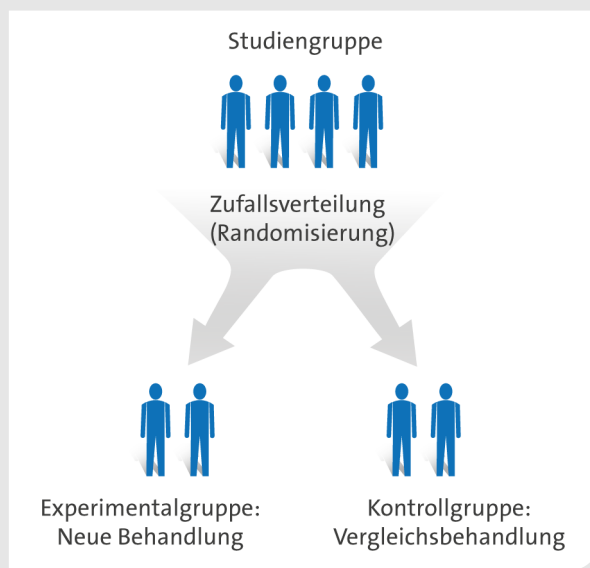 Studiengruppe
Zufallsverteilung
(Randomisierung)
Experimentalgruppe:
Neue Behandlung
Kontrollgruppe:
Vergleichsbehandlung